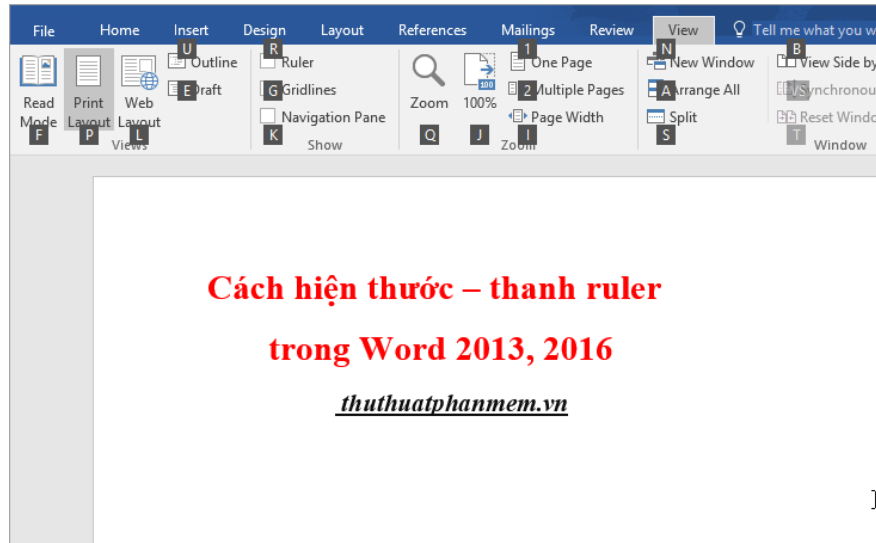 File Home Insert Design Layout References Mailings Review View Tell me what you w
U R 1 N B
Outline Ruler One Page New Window View Side by
E G 2 A VS
Draft Gridlines Multiple Pages Arrange All Synchronou
Read Print Web Zoom 100% 100
Mode Layout Layout Navigation Pane Page Width Split Reset Windo
F P L K Q J I S T
Views Show Zoom Window
Cách hiện thước – thanh ruler
trong Word 2013, 2016
thuthuatphanmem.vn